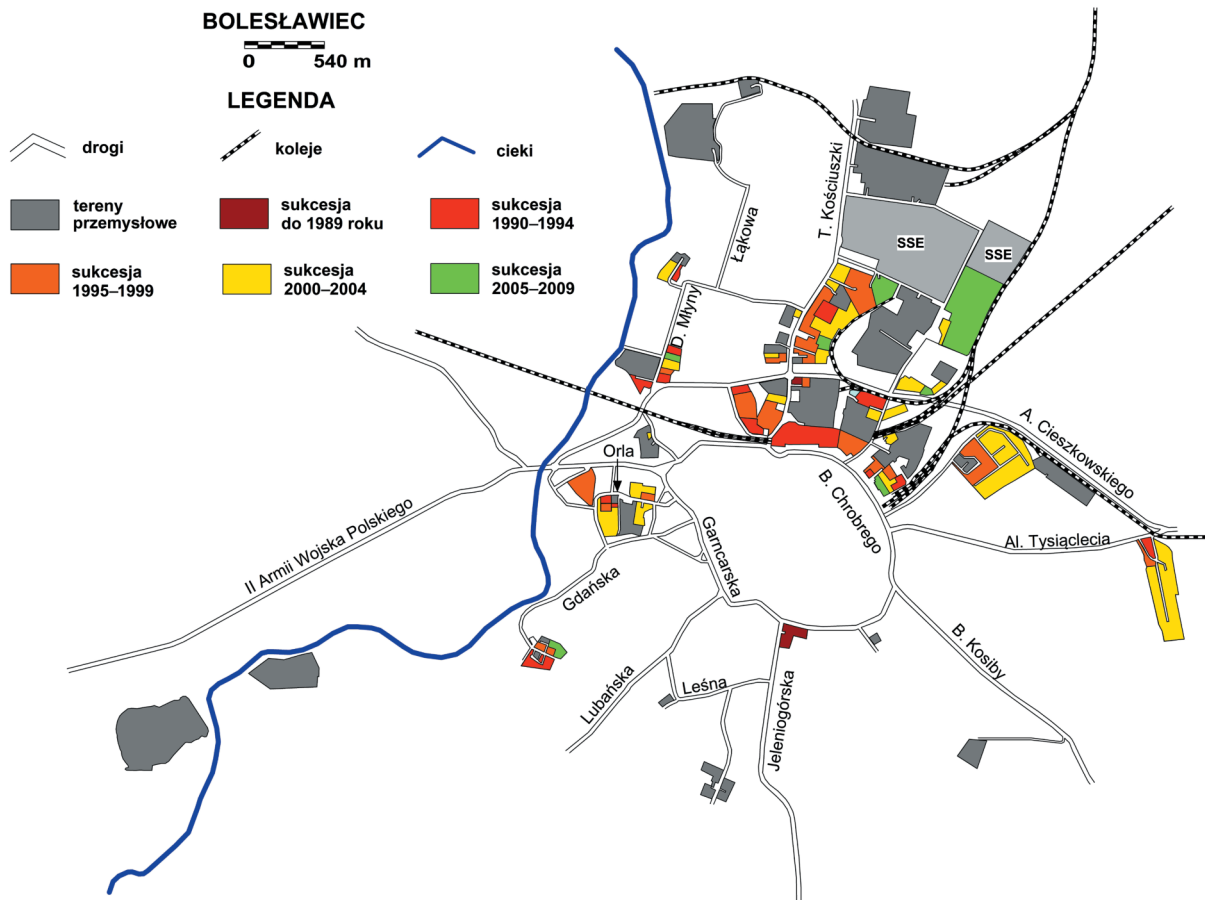 BOLESŁAWIEC
0 540 m
LEGENDA
drogi
koleje
cieki
tereny
przemysłowe
sukcesja
do 1989 roku
sukcesja
1990–1994
sukcesja
1995–1999
sukcesja
2000–2004
sukcesja
2005–2009
T. Kościuszki
Łąkowa
SSE
SSE
D. Młyny
A. Cieszkowskiego
Orla
B. Chrobrego
II Armii Wojska Polskiego
Garncarska
Al. Tysiąclecia
Gdańska
B. Kosiby
Lubańska
Leśna
Jeleniogórska